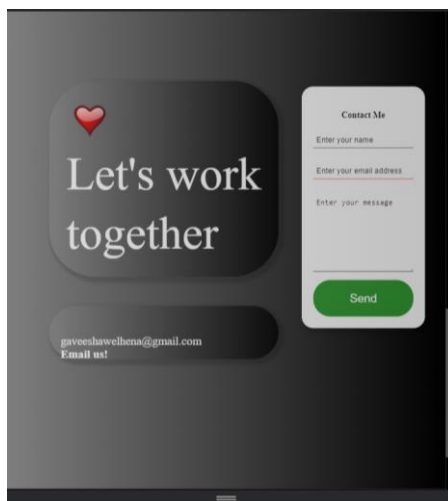 Let's work
together
gaveeshawelhena@gmail.com
Email us!
Contact Me
Enter your name
Enter your email address
Enter your message
Send